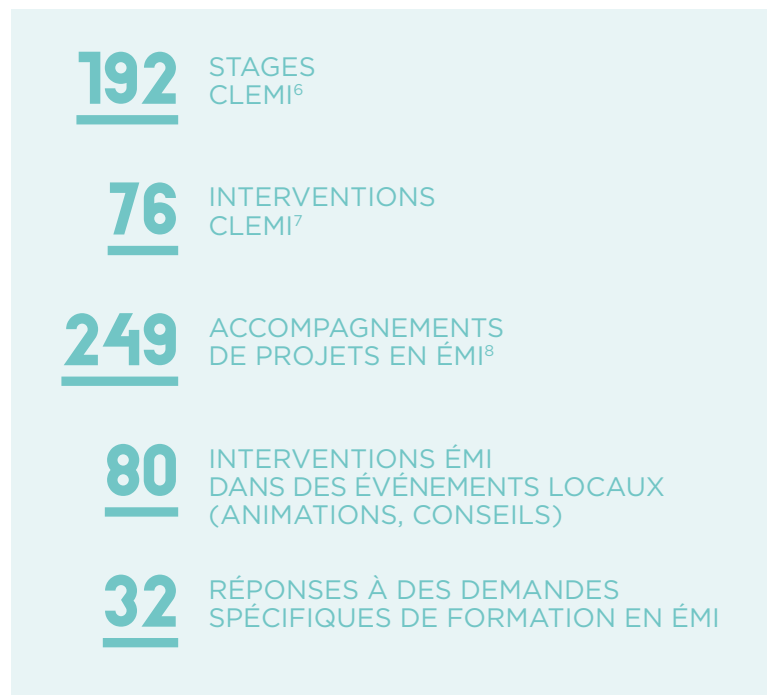 192 STAGES
CLEMI⁶
76 INTERVENTIONS
CLEMI⁷
249 ACCOMPAGNEMENTS
DE PROJETS EN ÉMI⁸
80 INTERVENTIONS ÉMI
DANS DES ÉVÉNEMENTS LOCAUX
(ANIMATIONS, CONSEILS)
32 RÉPONSES À DES DEMANDES
SPÉCIFIQUES DE FORMATION EN ÉMI